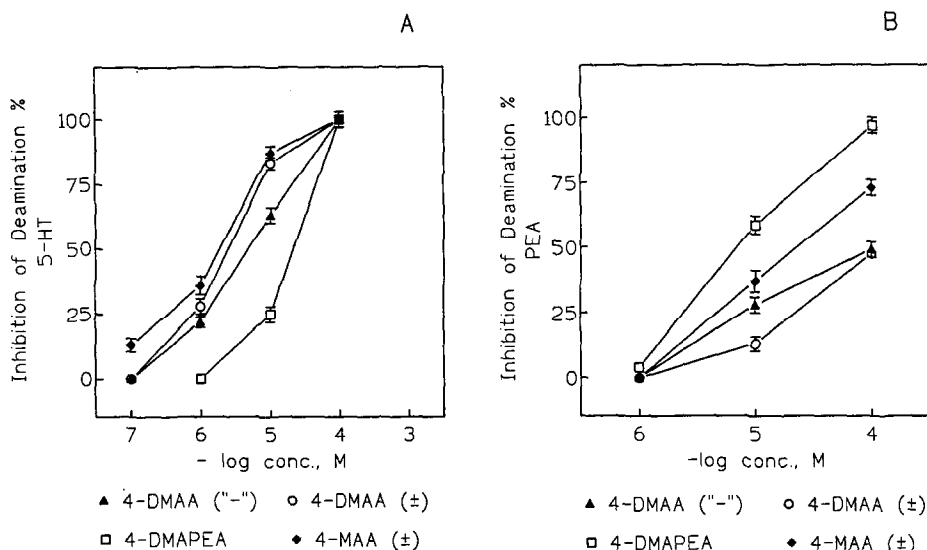 A
Inhibition of Deamination %
5-HT
100
75
50
25
0
7 6 5 4 3
- log conc., M
▲ 4-DMAA ("-") ○ 4-DMAA (±)
□ 4-DMAPEA ◆ 4-MAA (±)
B
Inhibition of Deamination %
PEA
100
75
50
25
0
6 5 4
-log conc., M
▲ 4-DMAA ("-") ○ 4-DMAA (±)
□ 4-DMAPEA ◆ 4-MAA (±)